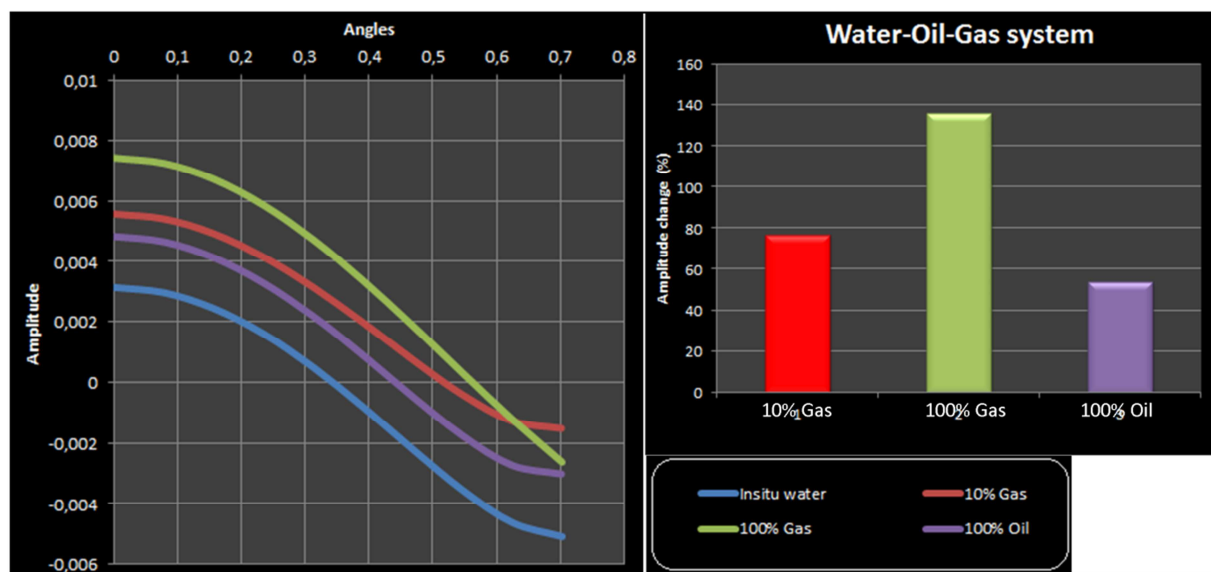 Angles
0 0,1 0,2 0,3 0,4 0,5 0,6 0,7 0,8
0,01
0,008
0,006
0,004
0,002
0
-0,002
-0,004
-0,006
Amplitude
Water-Oil-Gas system
160
140
120
100
80
60
40
20
0
Amplitude change (%)
10% Gas 100% Gas 100% Oil
1 2 3
Insitu water 10% Gas
100% Gas 100% Oil